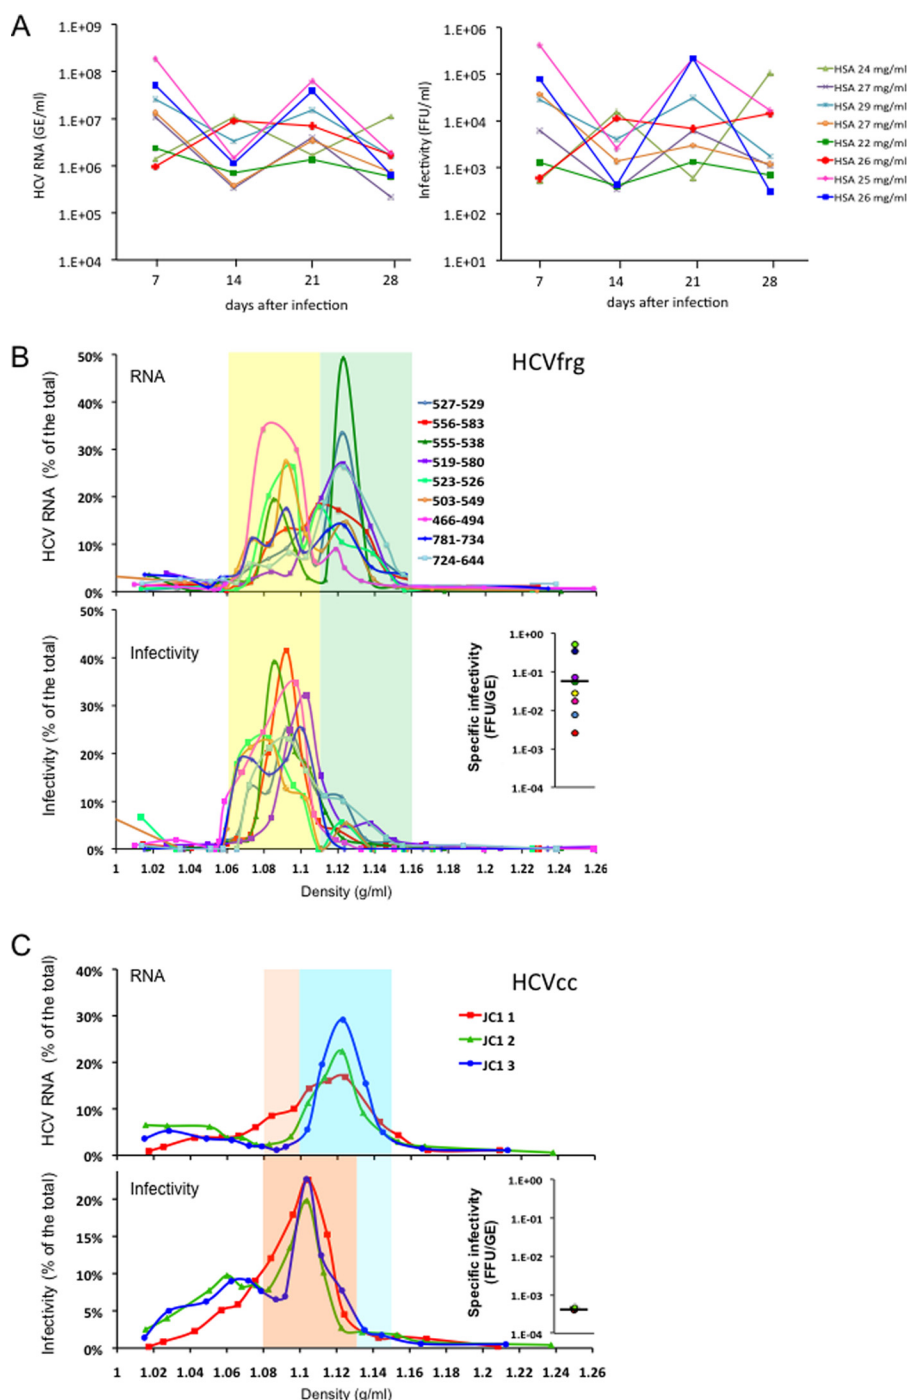 A
1.E+09
1.E+08
1.E+07
1.E+06
1.E+05
1.E+04
HCV RNA (GE/ml)
7 14 21 28
days after infection
1.E+06
1.E+05
1.E+04
1.E+03
1.E+02
1.E+01
Infectivity (FFU/ml)
7 14 21 28
days after infection
HSA 24 mg/ml
HSA 27 mg/ml
HSA 29 mg/ml
HSA 27 mg/ml
HSA 22 mg/ml
HSA 26 mg/ml
HSA 25 mg/ml
HSA 26 mg/ml
B
HCVfrg
RNA
50%
40%
30%
20%
10%
0%
HCV RNA (% of the total)
527-529
556-583
555-538
519-580
523-526
503-549
466-494
781-734
724-644
Infectivity
50%
40%
30%
20%
10%
0%
Infectivity (% of the total)
1 1.02 1.04 1.06 1.08 1.1 1.12 1.14 1.16 1.18 1.2 1.22 1.24 1.26
Density (g/ml)
Specific infectivity
(FFU/GE)
1.E+00
1.E-01
1.E-02
1.E-03
1.E-04
C
HCVcc
RNA
40%
30%
20%
10%
0%
HCV RNA (% of the total)
JC1 1
JC1 2
JC1 3
Infectivity
20%
15%
10%
5%
0%
Infectivity (% of the total)
1 1.02 1.04 1.06 1.08 1.1 1.12 1.14 1.16 1.18 1.2 1.22 1.24 1.26
Density (g/ml)
Specific infectivity
(FFU/GE)
1.E+00
1.E-01
1.E-02
1.E-03
1.E-04